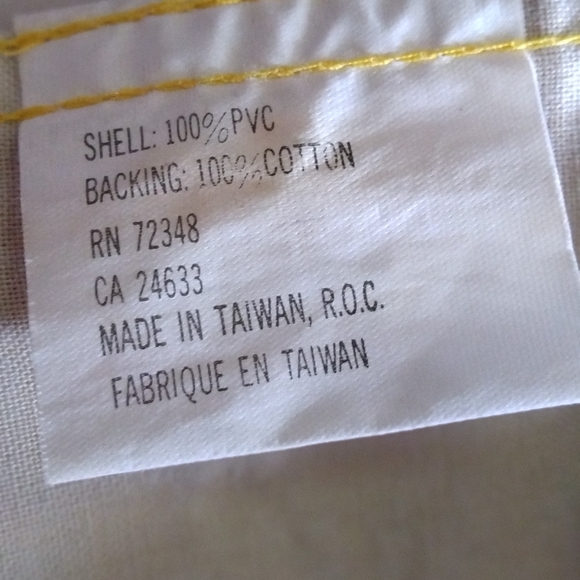 SHELL: 100% PVC
BACKING: 100% COTTON
RN 72348
CA 24633
MADE IN TAIWAN, R.O.C.
FABRIQUE EN TAIWAN